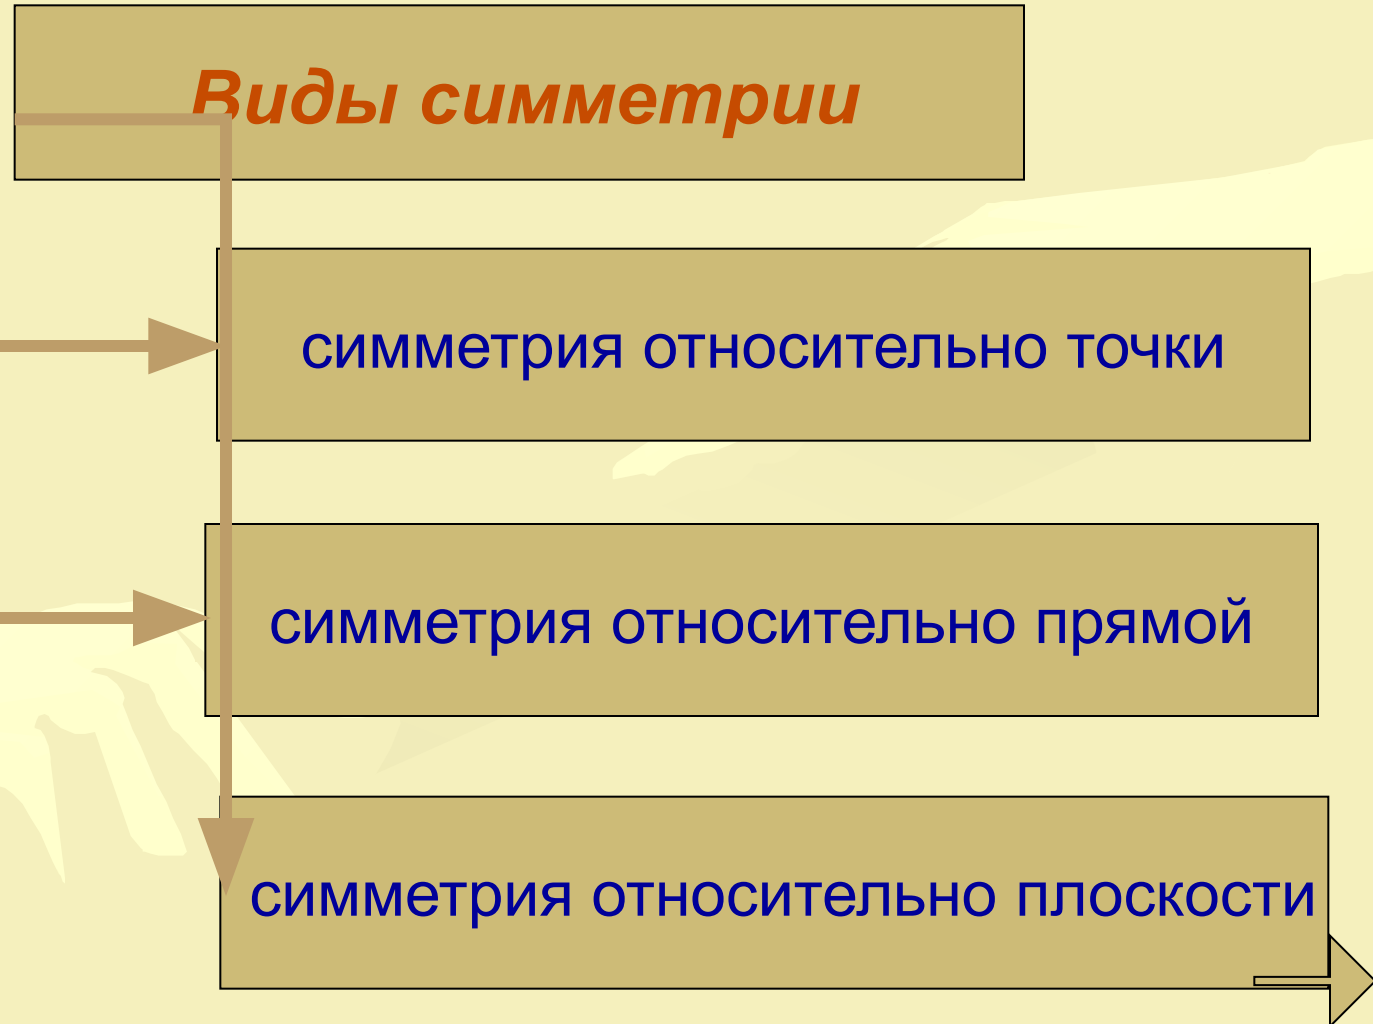 Виды симметрии
симметрия относительно точки
симметрия относительно прямой
симметрия относительно плоскости